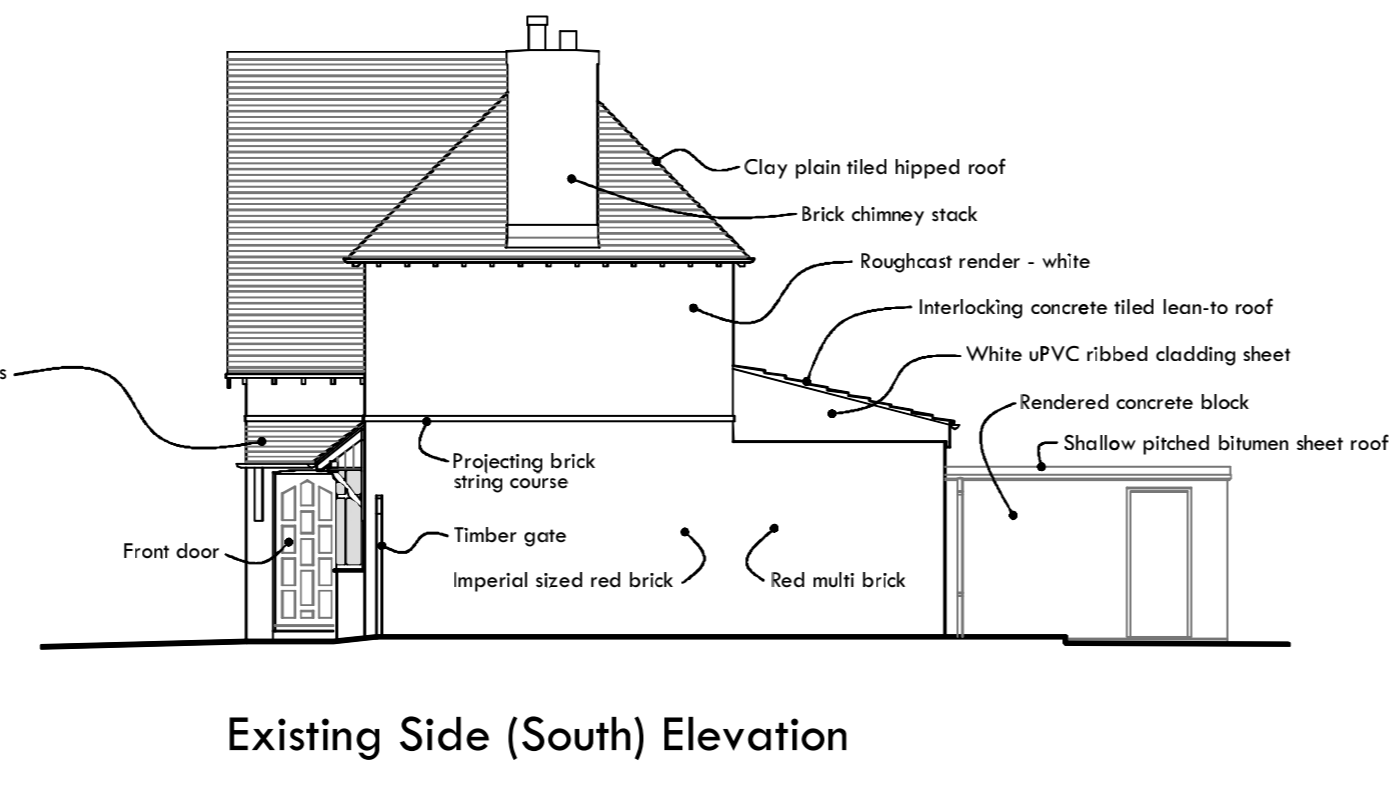 Clay plain tiled hipped roof
Brick chimney stack
Roughcast render - white
Interlocking concrete tiled lean-to roof
White uPVC ribbed cladding sheet
s
Rendered concrete block
Shallow pitched bitumen sheet roof
Projecting brick
string course
Timber gate
Front door
Imperial sized red brick
Red multi brick
Existing Side (South) Elevation